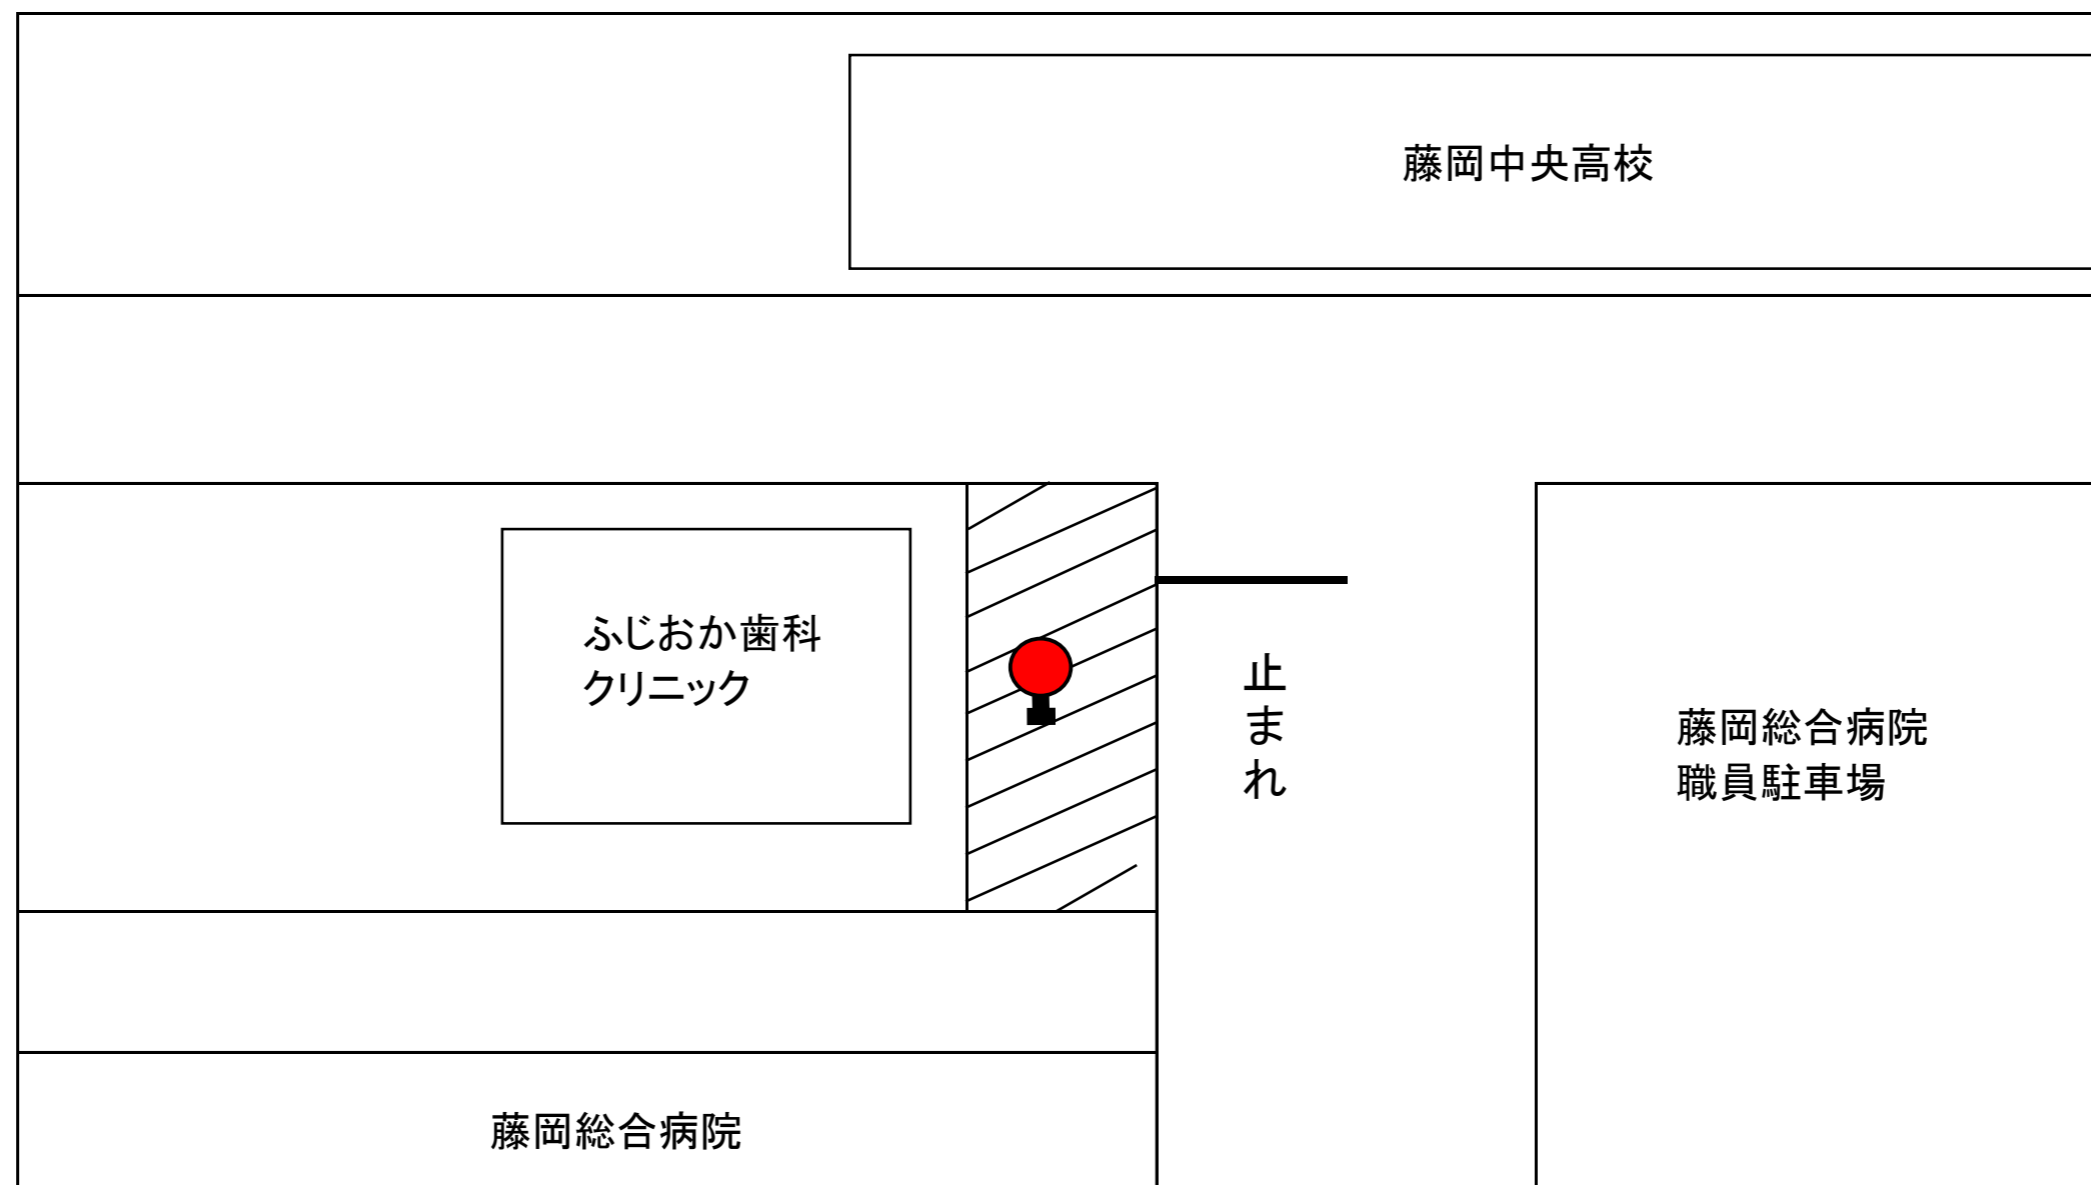 藤岡中央高校
ふじおか歯科
クリニック
止まれ
藤岡総合病院
職員駐車場
藤岡総合病院